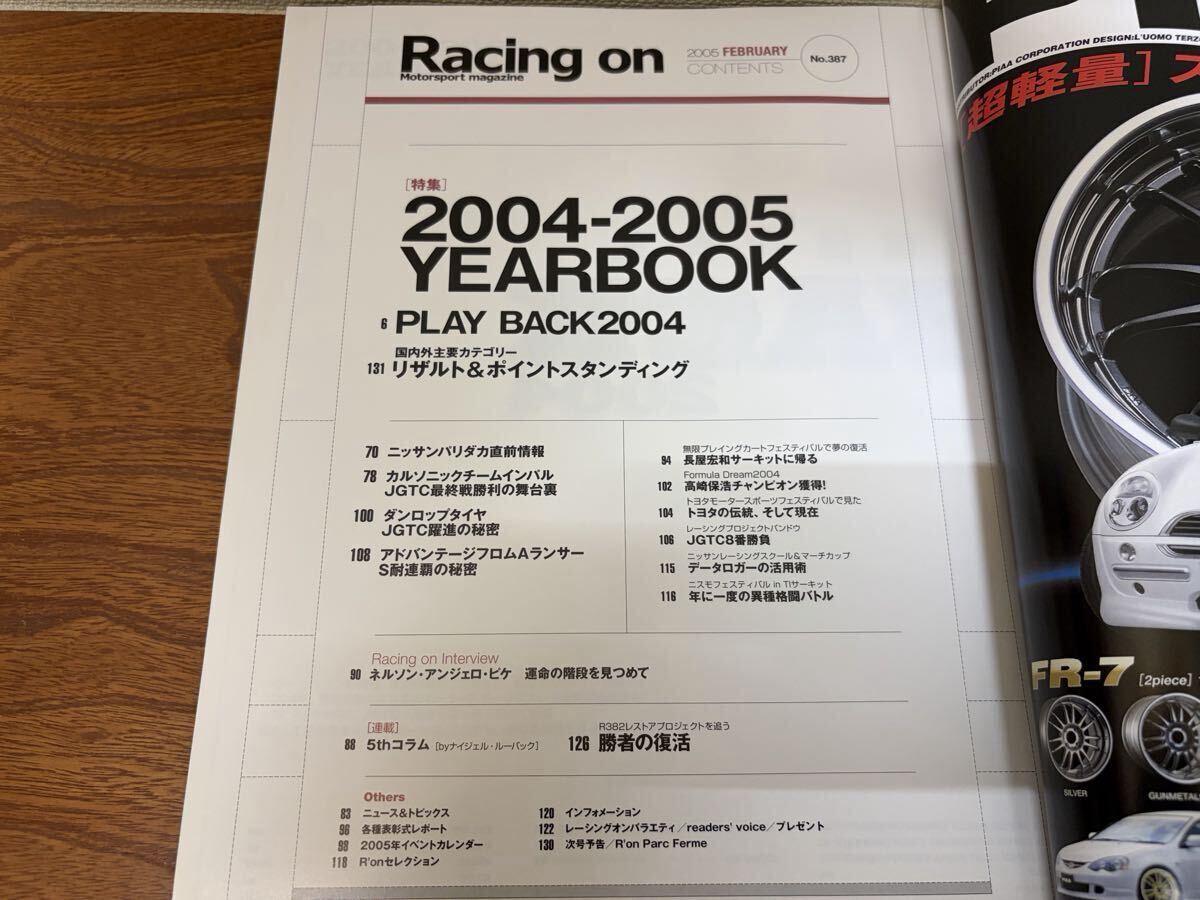 Racing on
Motorsport magazine
2005 FEBRUARY
CONTENTS
No.387
[特集]
2004-2005
YEARBOOK
6 PLAY BACK2004
国内外主要カテゴリー
131 リザルト&ポイントスタンディング
70 ニッサンパリダカ直前情報
78 カルソニックチームインパル
JGTC最終戦勝利の舞台裏
100 ダンロップタイヤ
JGTC躍進の秘密
108 アドバンテージフロムAランサー
S耐連覇の秘密
無限プレイングカートフェスティバルで夢の復活
94 長屋宏和サーキットに帰る
Formula Dream2004
102 高崎保浩チャンピオン獲得!
トヨタモータースポーツフェスティバルで見た
104 トヨタの伝統、そして現在
レーシングプロジェクトバンドウ
106 JGTC8番勝負
ニッサンレーシングスクール&マーチカップ
115 データロガーの活用術
ニスモフェスティバル in TIサーキット
116 年に一度の異種格闘バトル
Racing on Interview
90 ネルソン・アンジェロ・ピケ 運命の階段を見つめて
[連載]
88 5thコラム [byナイジェル・ルーバック]
R382レストアプロジェクトを追う
126 勝者の復活
Others
83 ニュース&トピックス
96 各種表彰式レポート
98 2005年イベントカレンダー
118 R'onセレクション
120 インフォメーション
122 レーシングオンバラエティ/readers' voice/プレゼント
130 次号予告/R'on Parc Ferme
PIAA CORPORATION DESIGN:L'UOMO
超軽量]
FR-7 [2piece]
SILVER